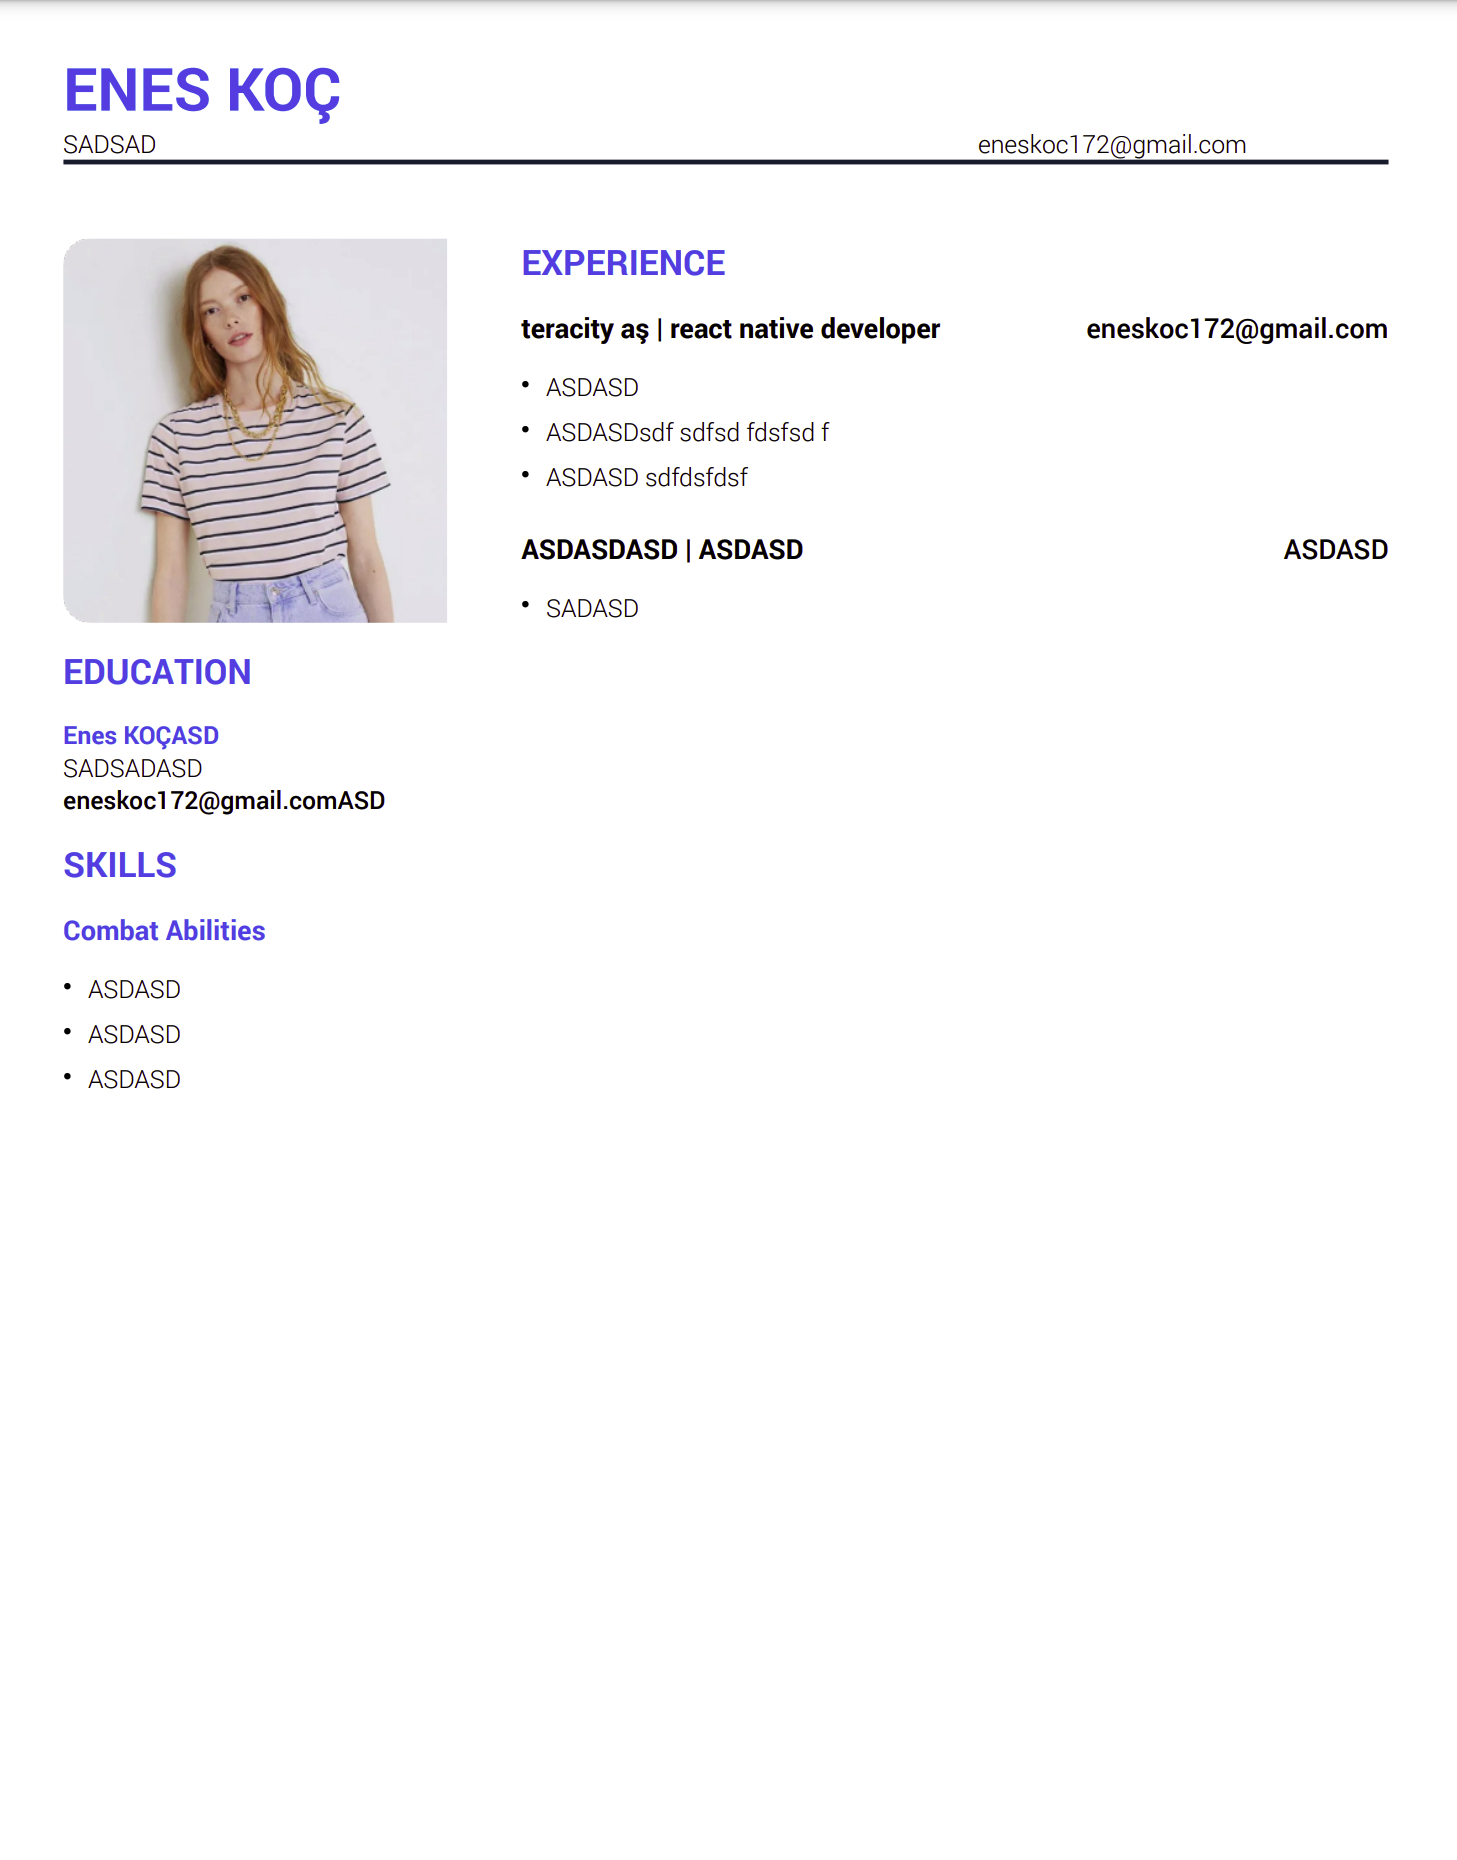 ENES KOÇ
SADSAD eneskoc172@gmail.com
EXPERIENCE
teracity aş | react native developer eneskoc172@gmail.com
• ASDASD
• ASDASDsdf sdfsd fdsfsd f
• ASDASD sdfdsfdsf
ASDASDASD | ASDASD ASDASD
• SADASD
EDUCATION
Enes KOÇASD
SADSADASD
eneskoc172@gmail.comASD
SKILLS
Combat Abilities
• ASDASD
• ASDASD
• ASDASD